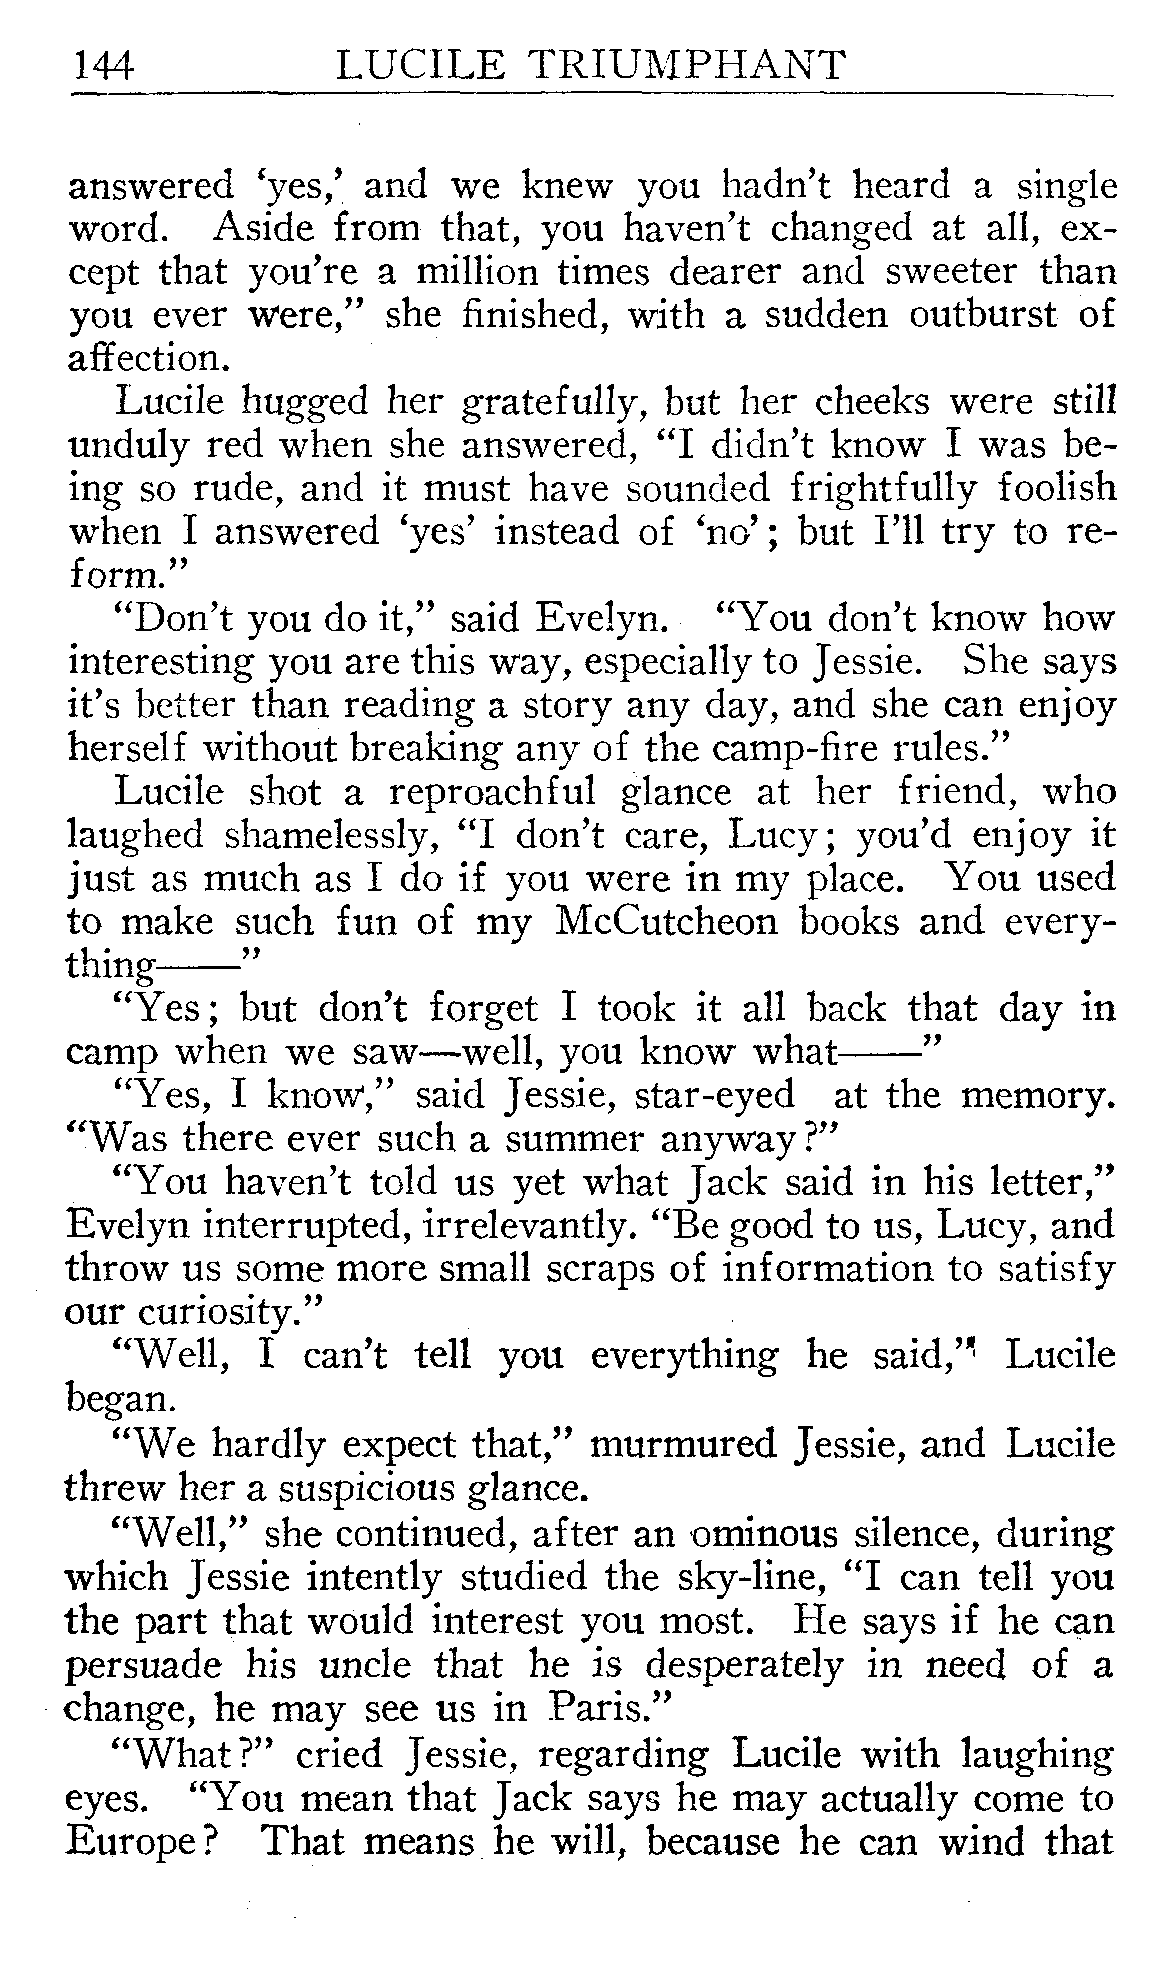 144 LUCILE TRIUMPHANT
answered ‘yes,’ and we knew you hadn’t heard a single
word. Aside from that, you haven’t changed at all, ex-
cept that you’re a million times dearer and sweeter than
you ever were,” she finished, with a sudden outburst of
affection.
Lucile hugged her gratefully, but her cheeks were still
unduly red when she answered, “I didn’t know I was be-
ing so rude, and it must have sounded frightfully foolish
when I answered ‘yes’ instead of ‘no’; but I’ll try to re-
form.”
“Don’t you do it,” said Evelyn. “You don’t know how
interesting you are this way, especially to Jessie. She says
it’s better than reading a story any day, and she can enjoy
herself without breaking any of the camp-fire rules.”
Lucile shot a reproachful glance at her friend, who
laughed shamelessly, “I don’t care, Lucy; you’d enjoy it
just as much as I do if you were in my place. You used
to make such fun of my McCutcheon books and every-
thing——”
“Yes; but don’t forget I took it all back that day in
camp when we saw—well, you know what——”
“Yes, I know,” said Jessie, star-eyed at the memory.
“Was there ever such a summer anyway?”
“You haven’t told us yet what Jack said in his letter,”
Evelyn interrupted, irrelevantly. “Be good to us, Lucy, and
throw us some more small scraps of information to satisfy
our curiosity.”
“Well, I can’t tell you everything he said,” Lucile
began.
“We hardly expect that,” murmured Jessie, and Lucile
threw her a suspicious glance.
“Well,” she continued, after an ominous silence, during
which Jessie intently studied the sky-line, “I can tell you
the part that would interest you most. He says if he can
persuade his uncle that he is desperately in need of a
change, he may see us in Paris.”
“What?” cried Jessie, regarding Lucile with laughing
eyes. “You mean that Jack says he may actually come to
Europe? That means he will, because he can wind that